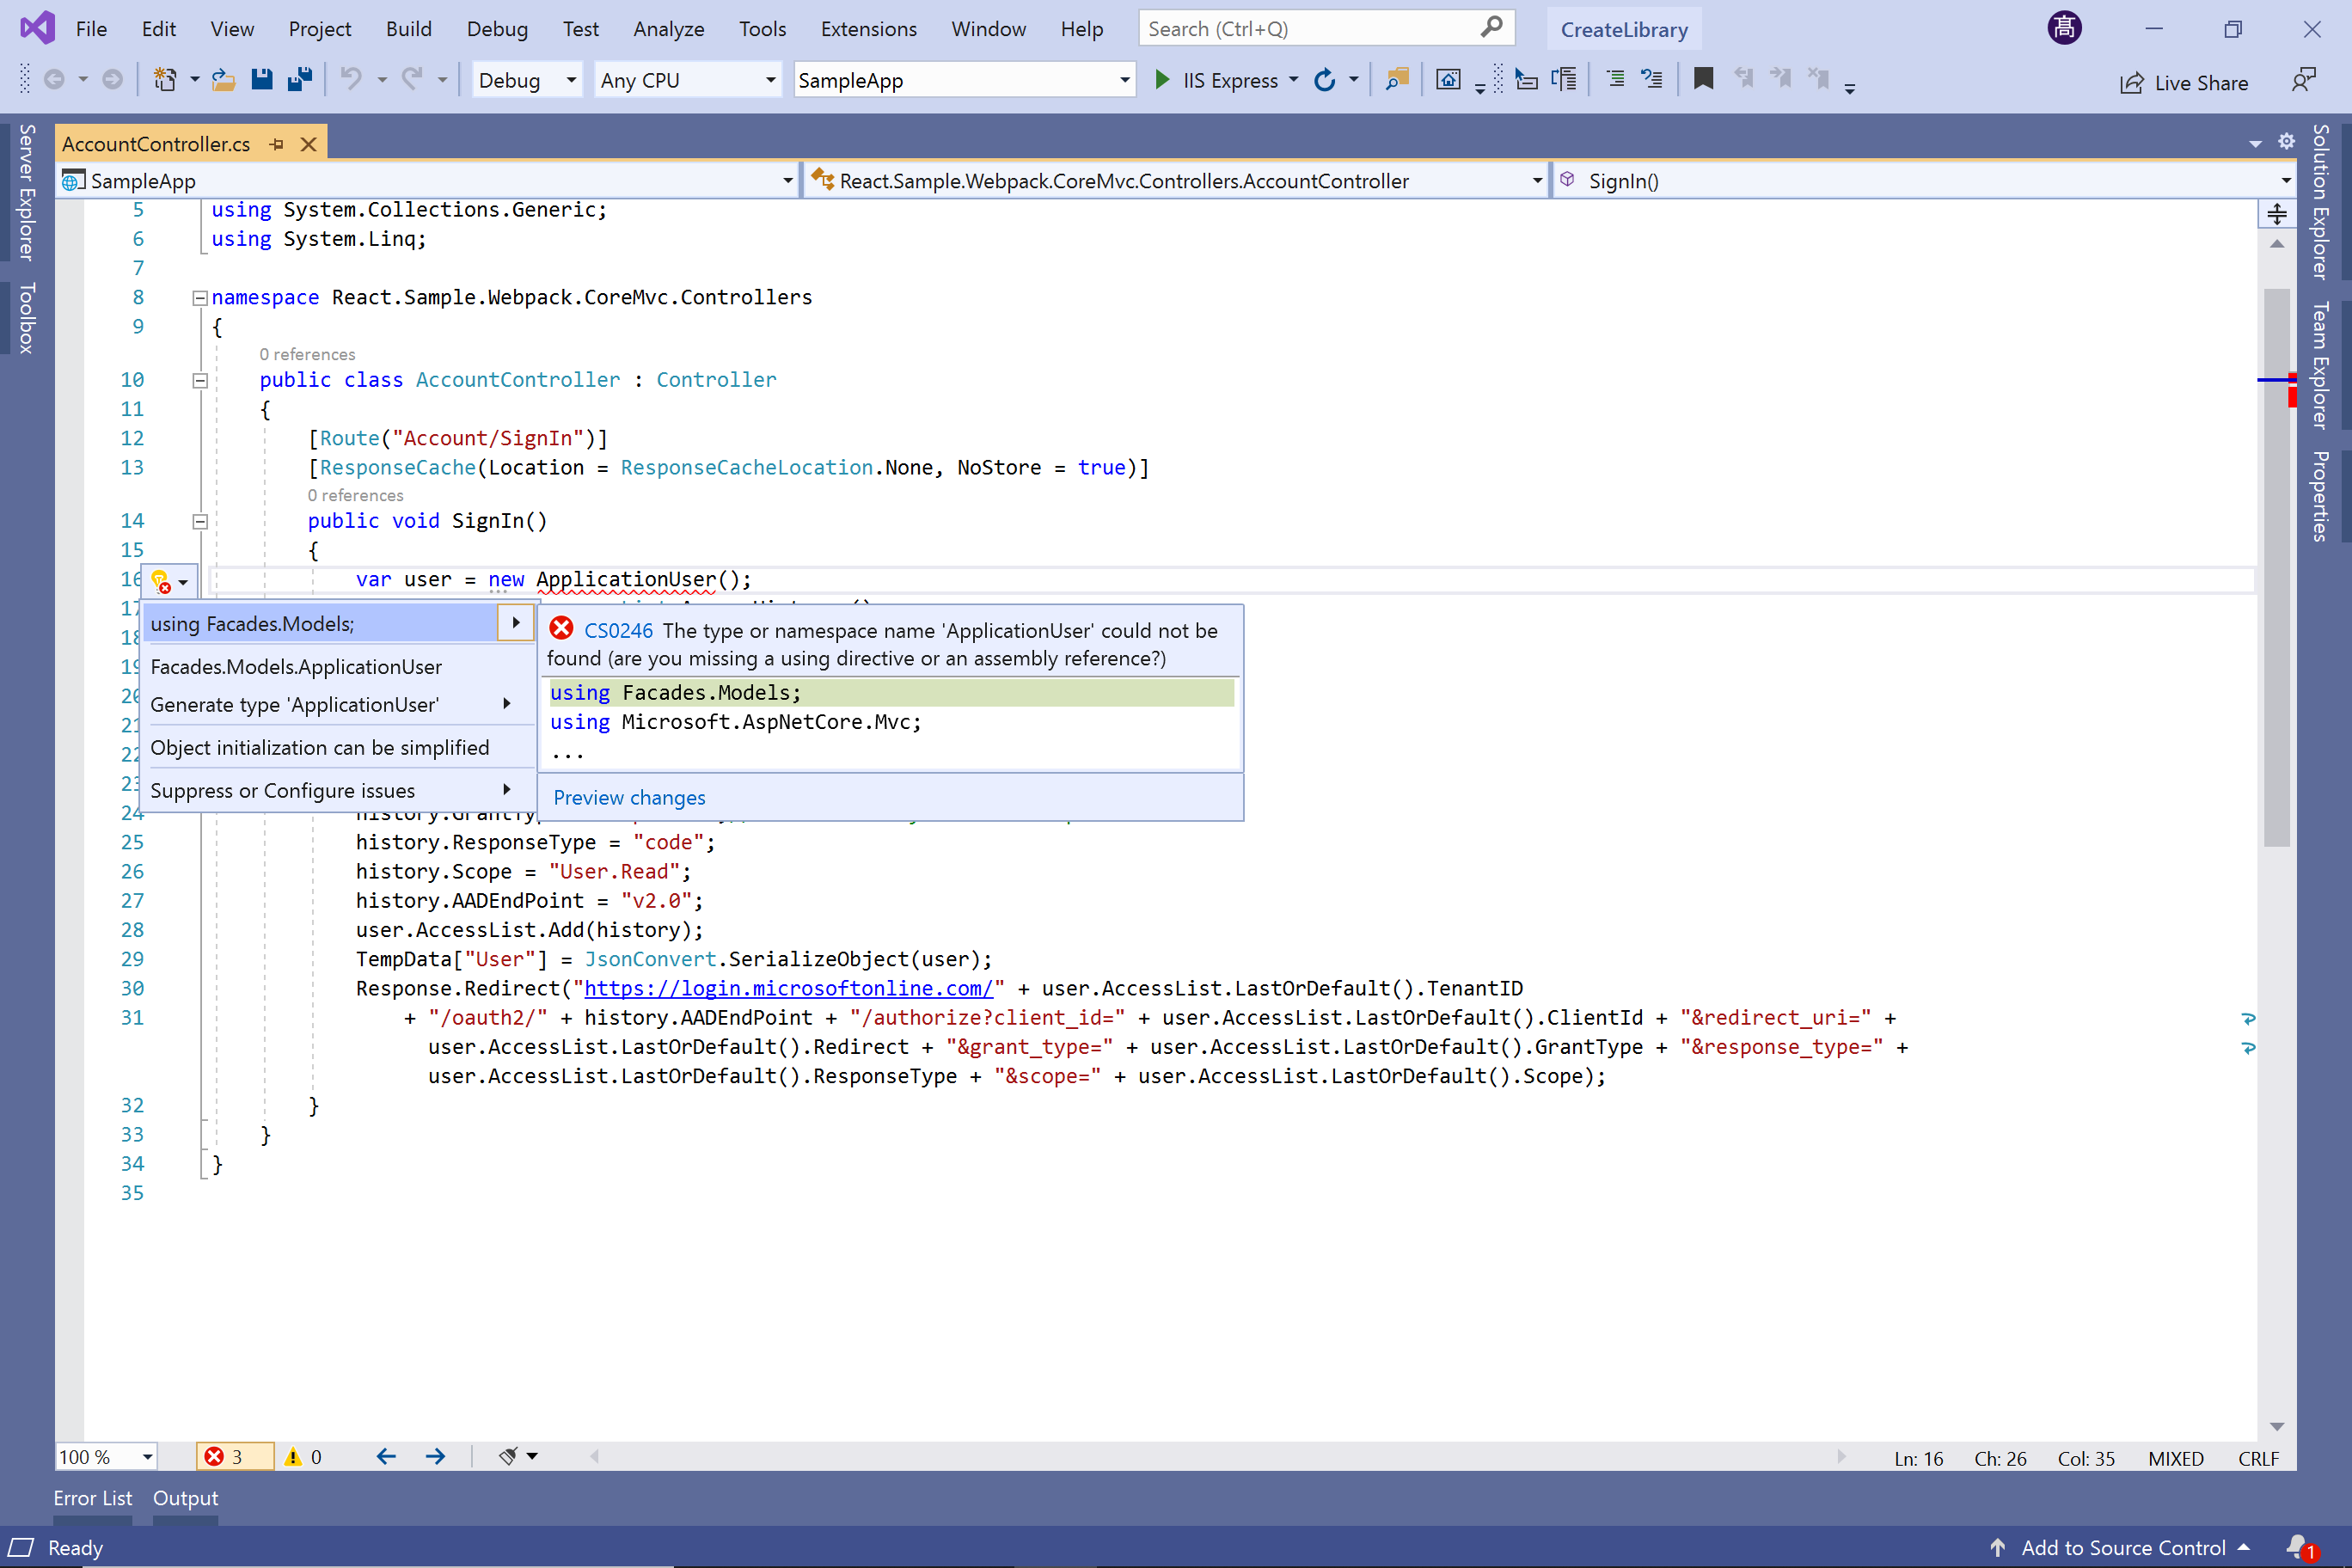 File Edit View Project Build Debug Test Analyze Tools Extensions Window Help Search (Ctrl+Q) CreateLibrary 高
Debug Any CPU SampleApp IIS Express Live Share
Server Explorer
Toolbox
AccountController.cs
SampleApp React.Sample.Webpack.CoreMvc.Controllers.AccountController SignIn()
Solution Explorer
Team Explorer
Properties
5 using System.Collections.Generic;
6 using System.Linq;
7
8 namespace React.Sample.Webpack.CoreMvc.Controllers
9 {
0 references
10 public class AccountController : Controller
11 {
12 [Route("Account/SignIn")]
13 [ResponseCache(Location = ResponseCacheLocation.None, NoStore = true)]
0 references
14 public void SignIn()
15 {
16 var user = new ApplicationUser();
17
18
19
20
21
22
23
24
using Facades.Models;
Facades.Models.ApplicationUser
Generate type 'ApplicationUser'
Object initialization can be simplified
Suppress or Configure issues
CS0246 The type or namespace name 'ApplicationUser' could not be
found (are you missing a using directive or an assembly reference?)
using Facades.Models;
using Microsoft.AspNetCore.Mvc;
...
Preview changes
25 history.ResponseType = "code";
26 history.Scope = "User.Read";
27 history.AADEndPoint = "v2.0";
28 user.AccessList.Add(history);
29 TempData["User"] = JsonConvert.SerializeObject(user);
30 Response.Redirect("https://login.microsoftonline.com/" + user.AccessList.LastOrDefault().TenantID
31 + "/oauth2/" + history.AADEndPoint + "/authorize?client_id=" + user.AccessList.LastOrDefault().ClientId + "&redirect_uri=" +
user.AccessList.LastOrDefault().Redirect + "&grant_type=" + user.AccessList.LastOrDefault().GrantType + "&response_type=" +
user.AccessList.LastOrDefault().ResponseType + "&scope=" + user.AccessList.LastOrDefault().Scope);
32 }
33 }
34 }
35
100 % 3 0 Ln: 16 Ch: 26 Col: 35 MIXED CRLF
Error List Output
Ready Add to Source Control 1